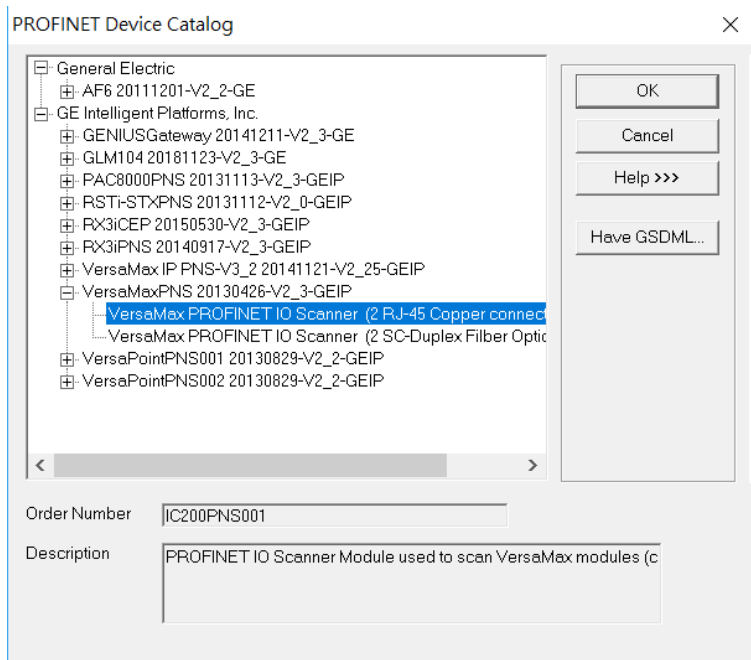 PROFINET Device Catalog
General Electric
AF6 20111201-V2_2-GE
GE Intelligent Platforms, Inc.
GENIUSGateway 20141211-V2_3-GE
GLM104 20181123-V2_3-GE
PAC8000PNS 20131113-V2_3-GEIP
RSTi-STXPNS 20131112-V2_0-GEIP
RX3iCEP 20150530-V2_3-GEIP
RX3iPNS 20140917-V2_3-GEIP
VersaMax IP PNS-V3_2 20141121-V2_25-GEIP
VersaMaxPNS 20130426-V2_3-GEIP
VersaMax PROFINET IO Scanner (2 RJ-45 Copper connect
VersaMax PROFINET IO Scanner (2 SC-Duplex Filber Optic
VersaPointPNS001 20130829-V2_2-GEIP
VersaPointPNS002 20130829-V2_2-GEIP
OK
Cancel
Help >>>
Have GSDML...
Order Number IC200PNS001
Description PROFINET IO Scanner Module used to scan VersaMax modules (c